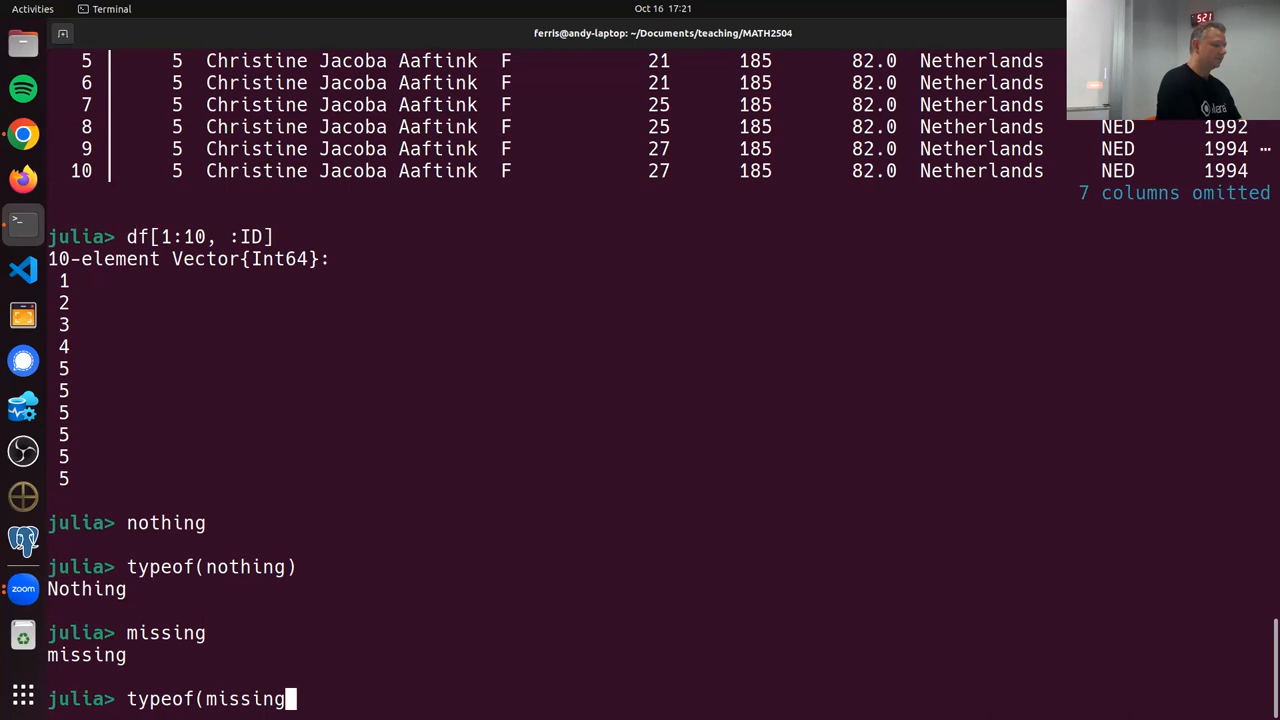 Activities Terminal Oct 16 17:21
ferris@andy-laptop: ~/Documents/teaching/MATH2504
521
5 │ 5 Christine Jacoba Aaftink F 21 185 82.0 Netherlands
6 │ 5 Christine Jacoba Aaftink F 21 185 82.0 Netherlands
7 │ 5 Christine Jacoba Aaftink F 25 185 82.0 Netherlands
8 │ 5 Christine Jacoba Aaftink F 25 185 82.0 Netherlands NED 1992
9 │ 5 Christine Jacoba Aaftink F 27 185 82.0 Netherlands NED 1994 ⋯
10 │ 5 Christine Jacoba Aaftink F 27 185 82.0 Netherlands NED 1994
7 columns omitted
julia> df[1:10, :ID]
10-element Vector{Int64}:
1
2
3
4
5
5
5
5
5
5
julia> nothing
julia> typeof(nothing)
Nothing
julia> missing
missing
julia> typeof(missing
zoom